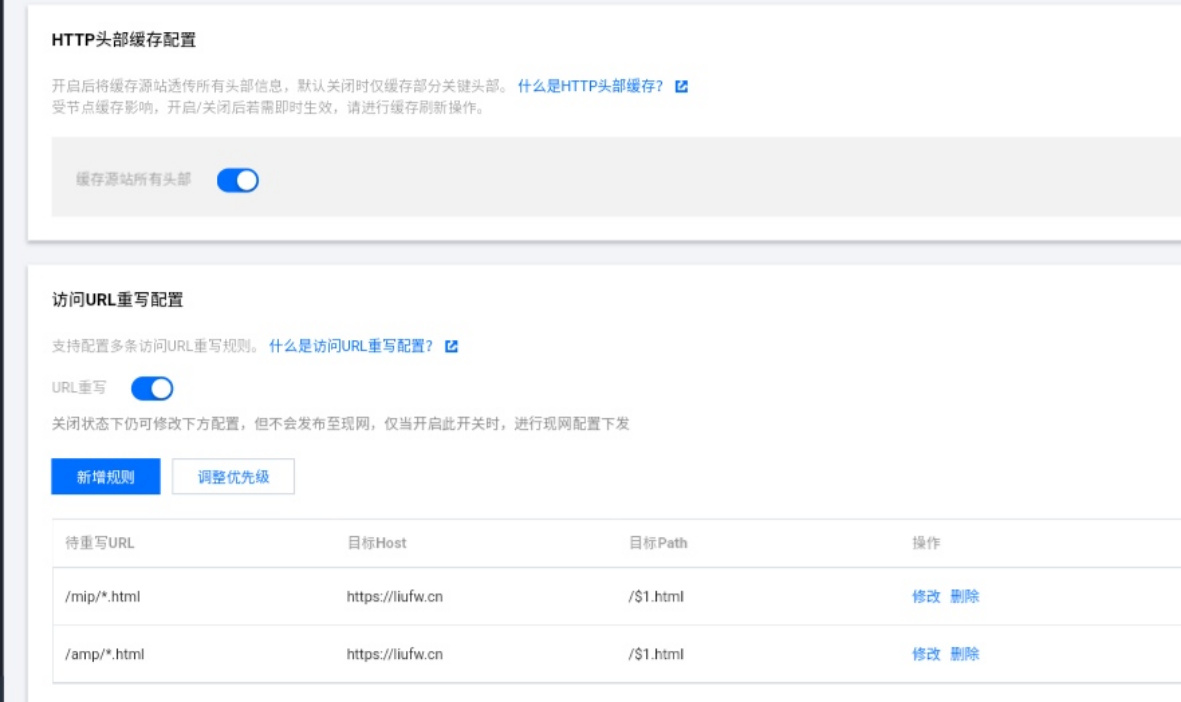 HTTP头部缓存配置
开启后将缓存源站透传所有头部信息，默认关闭时仅缓存部分关键头部。 什么是HTTP头部缓存?
受节点缓存影响，开启/关闭后若需即时生效，请进行缓存刷新操作。
缓存源站所有头部
访问URL重写配置
支持配置多条访问URL重写规则。 什么是访问URL重写配置?
URL重写
关闭状态下仍可修改下方配置，但不会发布至现网，仅当开启此开关时，进行现网配置下发
新增规则 调整优先级
待重写URL 目标Host 目标Path 操作
/mip/*.html https://liufw.cn /$1.html 修改 删除
/amp/*.html https://liufw.cn /$1.html 修改 删除